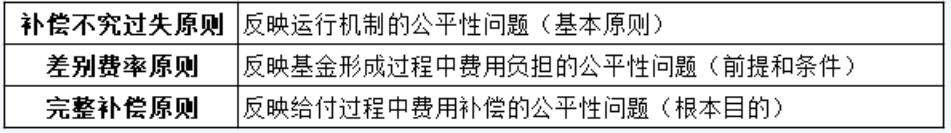 补偿不究过失原则 反映运行机制的公平性问题（基本原则）
差别费率原则 反映基金形成过程中费用负担的公平性问题（前提和条件）
完整补偿原则 反映给付过程中费用补偿的公平性问题（根本目的）